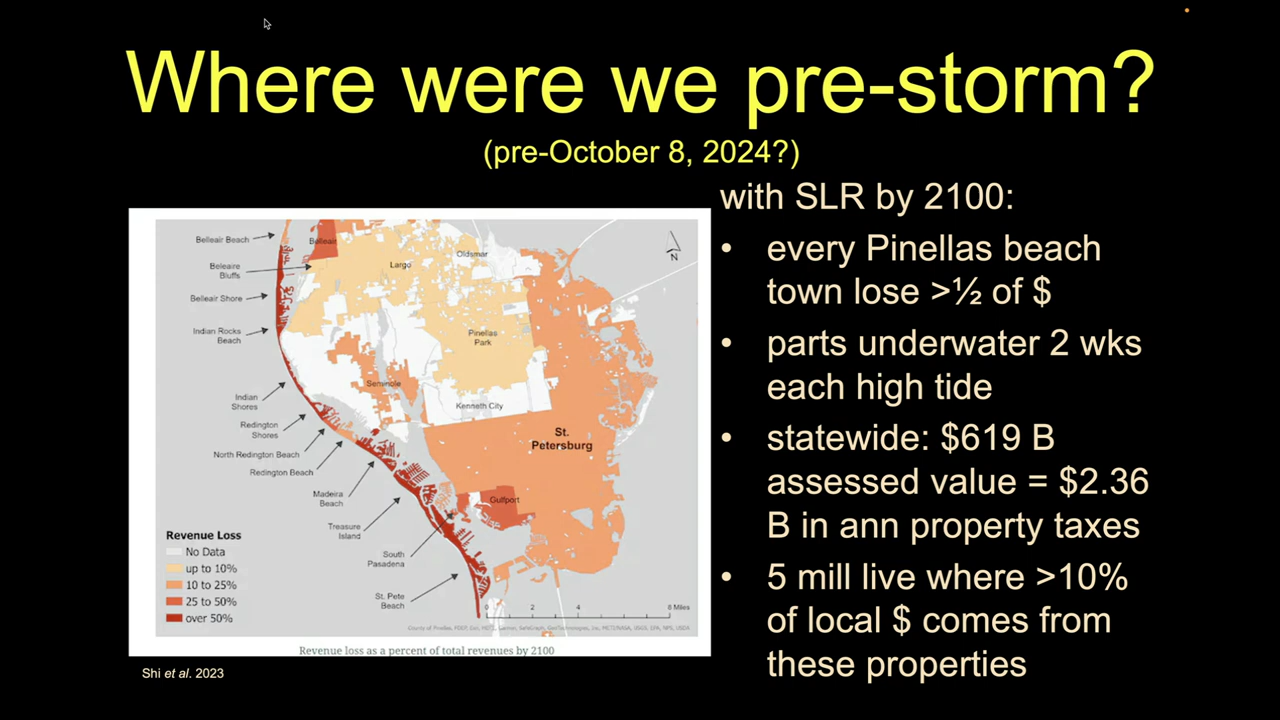 Where were we pre-storm?
(pre-October 8, 2024?)
with SLR by 2100:
• every Pinellas beach
town lose >½ of $
• parts underwater 2 wks
each high tide
• statewide: $619 B
assessed value = $2.36
B in ann property taxes
• 5 mill live where >10%
of local $ comes from
these properties
Belleair Beach
Belleair
Beleaire
Bluffs
Largo
Oldsmar
N
Belleair Shore
Indian Rocks
Beach
Pinellas
Park
Seminole
Indian
Shores
Kenneth City
Redington
Shores
St.
Petersburg
North Redington Beach
Redington Beach
Madeira
Beach
Gulfport
Treasure
Island
South
Pasadena
St. Pete
Beach
Revenue Loss
No Data
up to 10%
10 to 25%
25 to 50%
over 50%
0 2 4 8 Miles
Revenue loss as a percent of total revenues by 2100
Shi et al. 2023